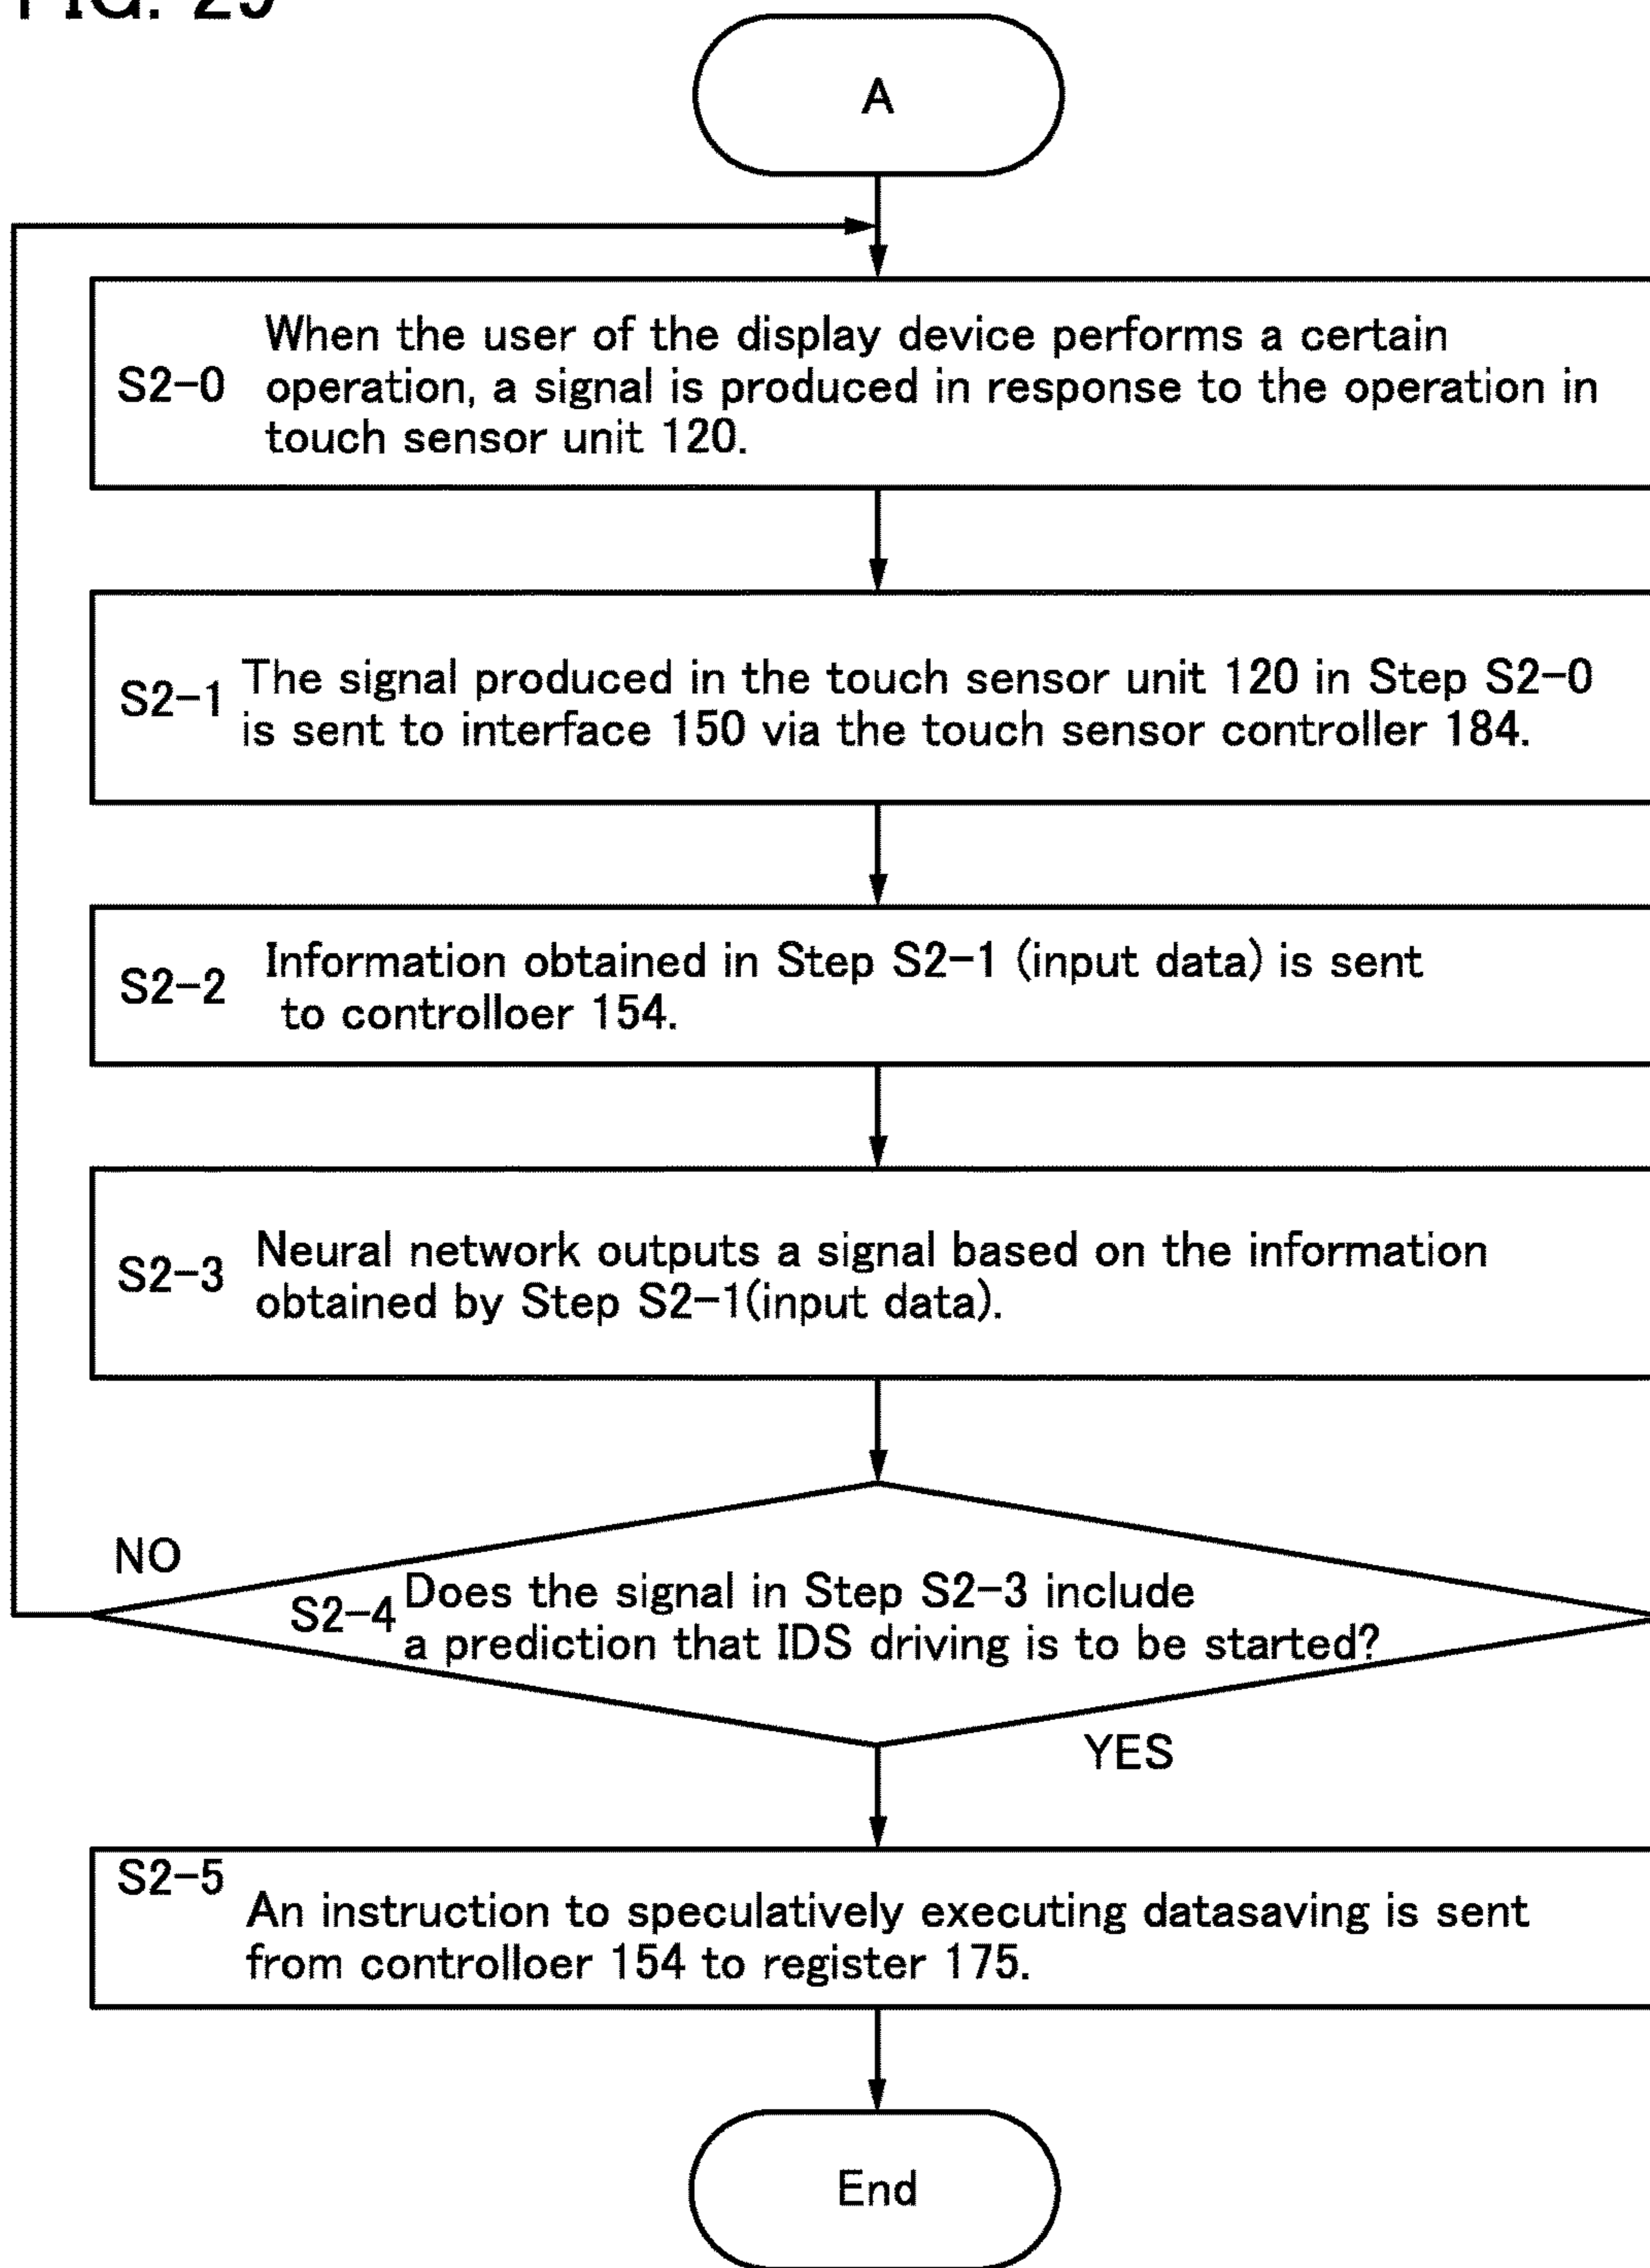 FIG. 29
A
S2-0
When the user of the display device performs a certain
operation, a signal is produced in response to the operation in
touch sensor unit 120.
S2-1
The signal produced in the touch sensor unit 120 in Step S2-0
is sent to interface 150 via the touch sensor controller 184.
S2-2
Information obtained in Step S2-1 (input data) is sent
to controlloer 154.
S2-3
Neural network outputs a signal based on the information
obtained by Step S2-1(input data).
NO
S2-4
Does the signal in Step S2-3 include
a prediction that IDS driving is to be started?
YES
S2-5
An instruction to speculatively executing datasaving is sent
from controlloer 154 to register 175.
End